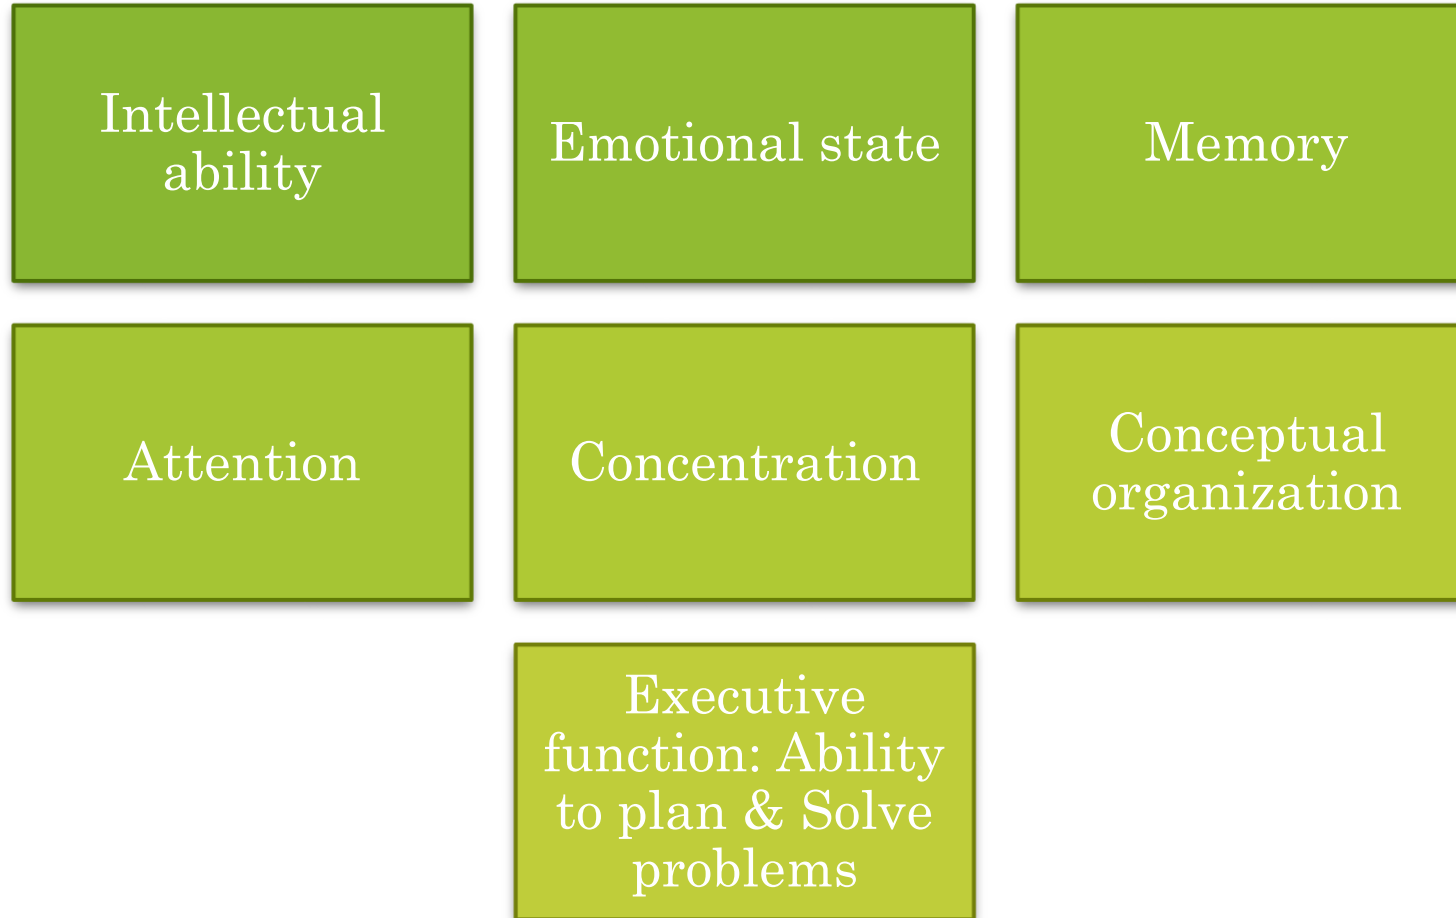 Intellectual
ability
Emotional state
Memory
Attention
Concentration
Conceptual
organization
Executive
function: Ability
to plan & Solve
problems